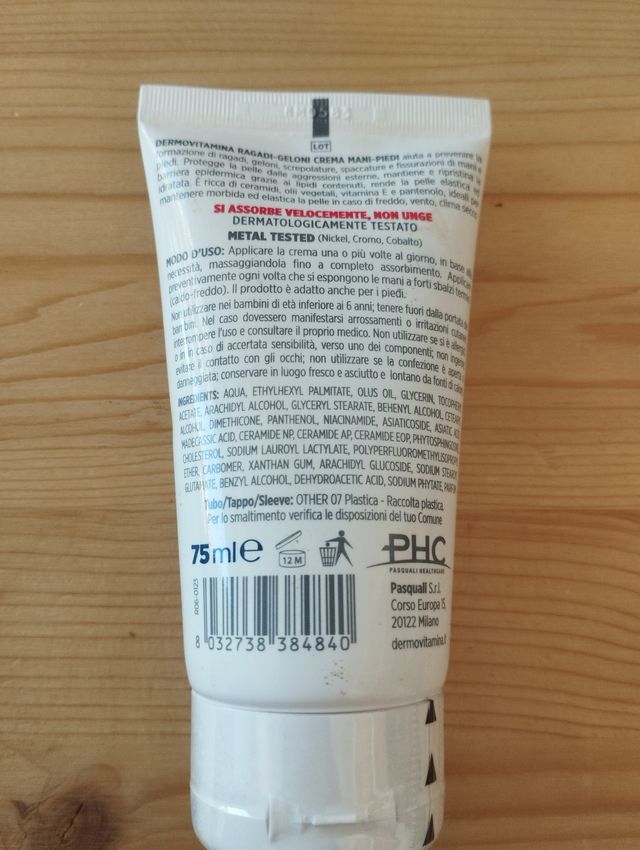 LOT
DERMOVITAMINA RAGADI-GELONI CREMA MANI-PIEDI aiuta a prevenire la
formazione di ragadi, geloni, screpolature, spaccature e fissurazioni di mani e
piedi. Protegge la pelle dalle aggressioni esterne, mantiene e ripristina la
barriera epidermica grazie ai lipidi contenuti, rende la pelle elastica e
idratata. È ricca di ceramidi, olii vegetali, vitamina E e pantenolo, ideali per
mantenere morbida ed elastica la pelle in caso di freddo, vento, clima secco.
SI ASSORBE VELOCEMENTE, NON UNGE
DERMATOLOGICAMENTE TESTATO
METAL TESTED (Nickel, Cromo, Cobalto)
MODO D'USO: Applicare la crema una o più volte al giorno, in base alla
necessità, massaggiandola fino a completo assorbimento. Applicare
preventivamente ogni volta che si espongono le mani a forti sbalzi termici
(caldo-freddo). Il prodotto è adatto anche per i piedi.
Non utilizzare nei bambini di età inferiore ai 6 anni; tenere fuori dalla portata dei
bambini. Nel caso dovessero manifestarsi arrossamenti o irritazioni cutanee
interrompere l'uso e consultare il proprio medico. Non utilizzare se si è allergici
o in caso di accertata sensibilità, verso uno dei componenti; non ingerire
evitare il contatto con gli occhi; non utilizzare se la confezione è aperta o
danneggiata; conservare in luogo fresco e asciutto e lontano da fonti di calore
INGREDIENTS: AQUA, ETHYLHEXYL PALMITATE, OLUS OIL, GLYCERIN, TOCOPHERYL
ACETATE, ARACHIDYL ALCOHOL, GLYCERYL STEARATE, BEHENYL ALCOHOL, CETEARYL
ALCOHOL, DIMETHICONE, PANTHENOL, NIACINAMIDE, ASIATICOSIDE, ASIATIC ACID,
MADECASSIC ACID, CERAMIDE NP, CERAMIDE AP, CERAMIDE EOP, PHYTOSPHINGOSINE,
CHOLESTEROL, SODIUM LAUROYL LACTYLATE, POLYPERFLUOROMETHYLISOPROPYL
ETHER, CARBOMER, XANTHAN GUM, ARACHIDYL GLUCOSIDE, SODIUM STEAROYL
GLUTAMATE, BENZYL ALCOHOL, DEHYDROACETIC ACID, SODIUM PHYTATE, PARFUM
Tubo/Tappo/Sleeve: OTHER 07 Plastica - Raccolta plastica.
Per lo smaltimento verifica le disposizioni del tuo Comune
75 ml e
12 M
PHC
PASQUALI HEALTHCARE
Pasquali S.r.l.
Corso Europa 15,
20122 Milano
dermovitamina.it
R06-0123
8 032738 384840